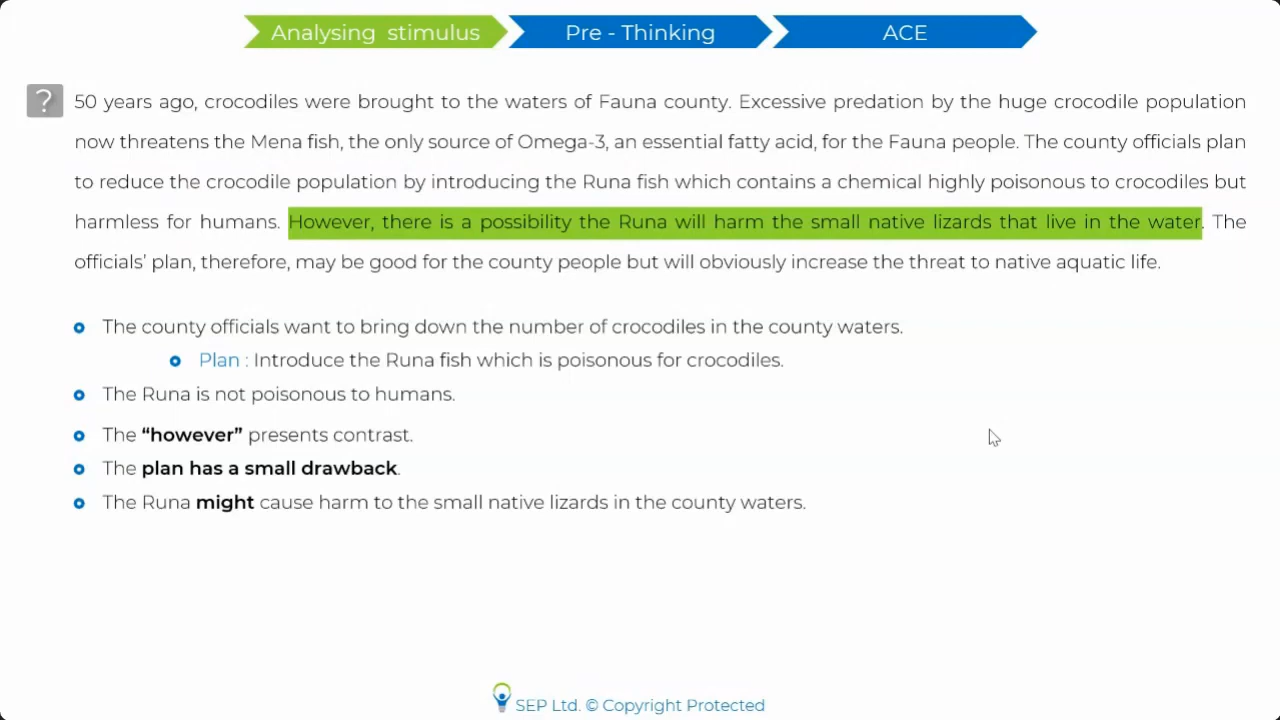 Analysing stimulus
Pre - Thinking
ACE
?
50 years ago, crocodiles were brought to the waters of Fauna county. Excessive predation by the huge crocodile population
now threatens the Mena fish, the only source of Omega-3, an essential fatty acid, for the Fauna people. The county officials plan
to reduce the crocodile population by introducing the Runa fish which contains a chemical highly poisonous to crocodiles but
harmless for humans. However, there is a possibility the Runa will harm the small native lizards that live in the water. The
officials' plan, therefore, may be good for the county people but will obviously increase the threat to native aquatic life.
The county officials want to bring down the number of crocodiles in the county waters.
Plan : Introduce the Runa fish which is poisonous for crocodiles.
The Runa is not poisonous to humans.
The “however” presents contrast.
The plan has a small drawback.
The Runa might cause harm to the small native lizards in the county waters.
SEP Ltd. © Copyright Protected